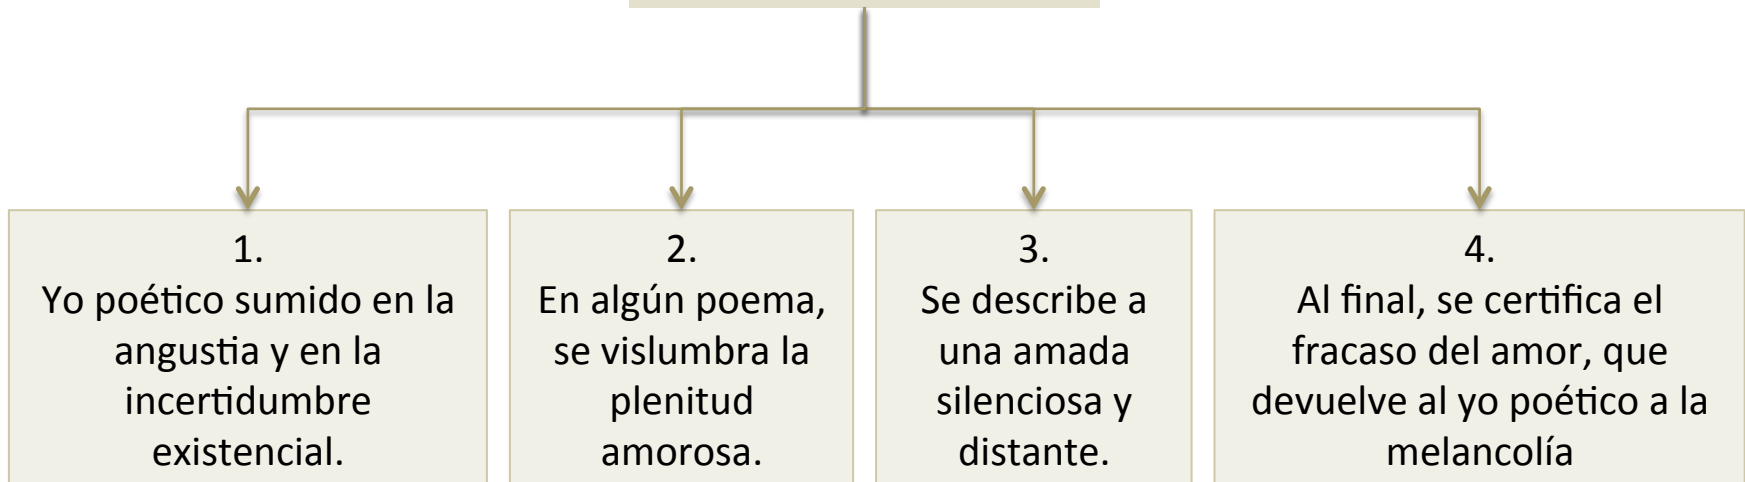 1.
Yo poético sumido en la
angustia y en la
incertidumbre
existencial.
2.
En algún poema,
se vislumbra la
plenitud
amorosa.
3.
Se describe a
una amada
silenciosa y
distante.
4.
Al final, se certifica el
fracaso del amor, que
devuelve al yo poético a la
melancolía